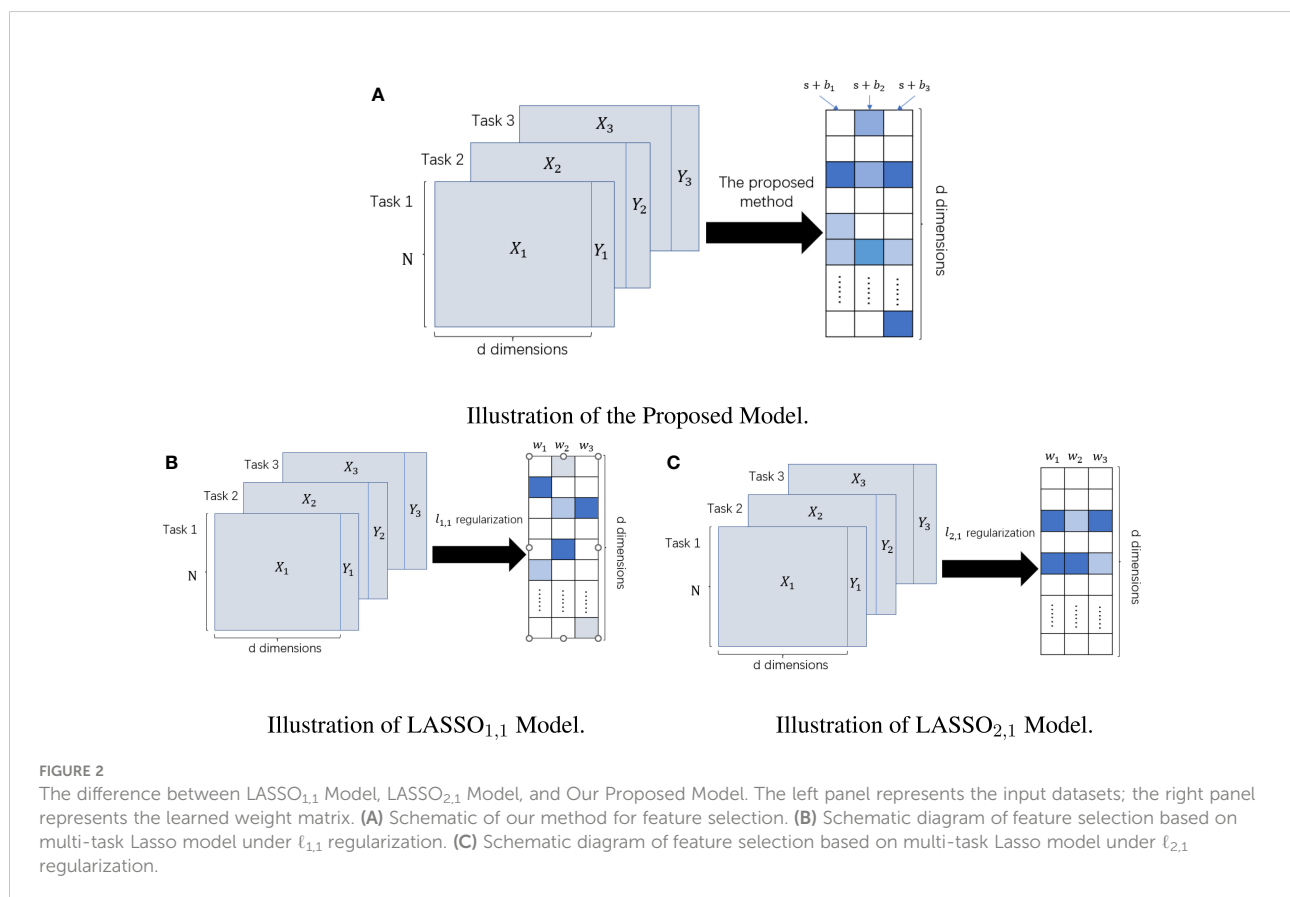 A
s + b₁ s + b₂ s + b₃
Task 3
X₃
Task 2
X₂
Y₃
Task 1
Y₂
X₁
Y₁
N
The proposed
method
d dimensions
......
......
......
d dimensions
Illustration of the Proposed Model.
B
Task 3
X₃
Task 2
X₂
Y₃
Task 1
Y₂
X₁
Y₁
N
l₁,₁ regularization
w₁ w₂ w₃
d dimensions
......
......
......
d dimensions
Illustration of LASSO₁,₁ Model.
C
Task 3
X₃
Task 2
X₂
Y₃
Task 1
Y₂
X₁
Y₁
N
l₂,₁ regularization
w₁ w₂ w₃
d dimensions
......
......
......
d dimensions
Illustration of LASSO₂,₁ Model.
FIGURE 2
The difference between LASSO₁,₁ Model, LASSO₂,₁ Model, and Our Proposed Model. The left panel represents the input datasets; the right panel
represents the learned weight matrix. (A) Schematic of our method for feature selection. (B) Schematic diagram of feature selection based on
multi-task Lasso model under ℓ₁,₁ regularization. (C) Schematic diagram of feature selection based on multi-task Lasso model under ℓ₂,₁
regularization.